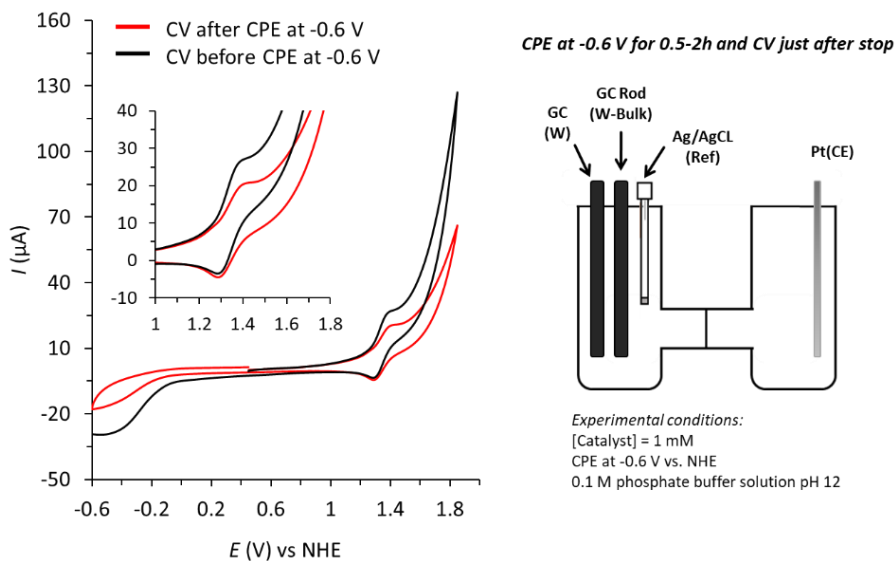 CV after CPE at -0.6 V
CV before CPE at -0.6 V
160
130
100
70
40
10
-20
-50
I (µA)
-0.6
-0.2
0.2
0.6
1
1.4
1.8
E (V) vs NHE
40
30
20
10
0
-10
1
1.2
1.4
1.6
1.8
CPE at -0.6 V for 0.5-2h and CV just after stop
GC
(W)
GC Rod
(W-Bulk)
Ag/AgCL
(Ref)
Pt(CE)
Experimental conditions:
[Catalyst] = 1 mM
CPE at -0.6 V vs. NHE
0.1 M phosphate buffer solution pH 12